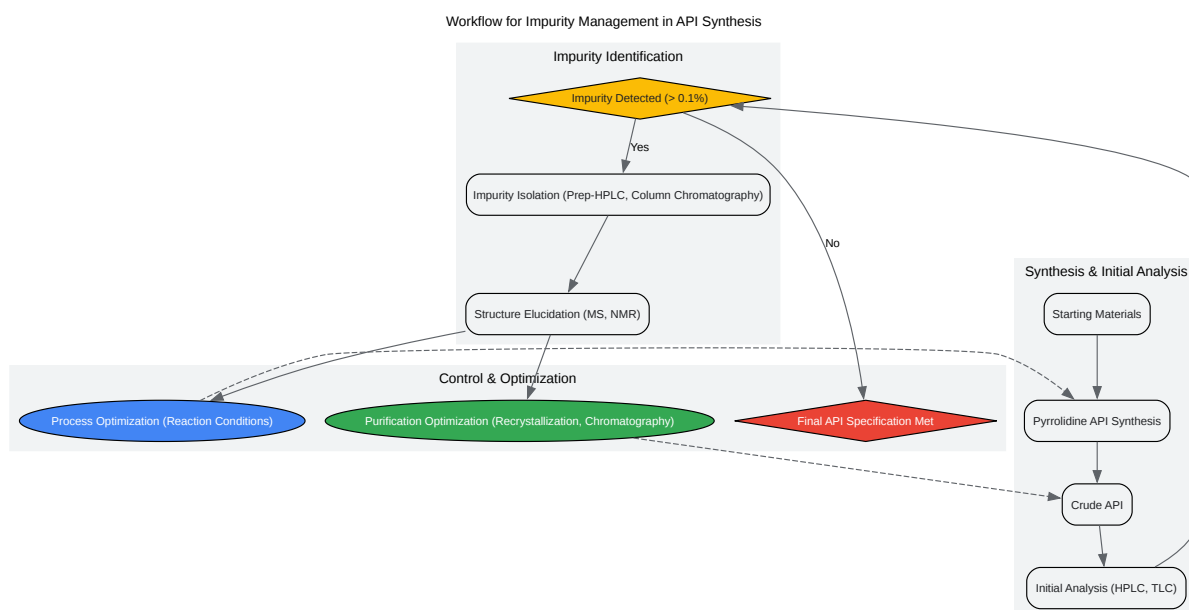 Workflow for Impurity Management in API Synthesis
Impurity Identification
Impurity Detected (> 0.1%)
Yes
Impurity Isolation (Prep-HPLC, Column Chromatography)
No
Structure Elucidation (MS, NMR)
Synthesis & Initial Analysis
Starting Materials
Control & Optimization
Process Optimization (Reaction Conditions)
Purification Optimization (Recrystallization, Chromatography)
Final API Specification Met
Pyrrolidine API Synthesis
Crude API
Initial Analysis (HPLC, TLC)